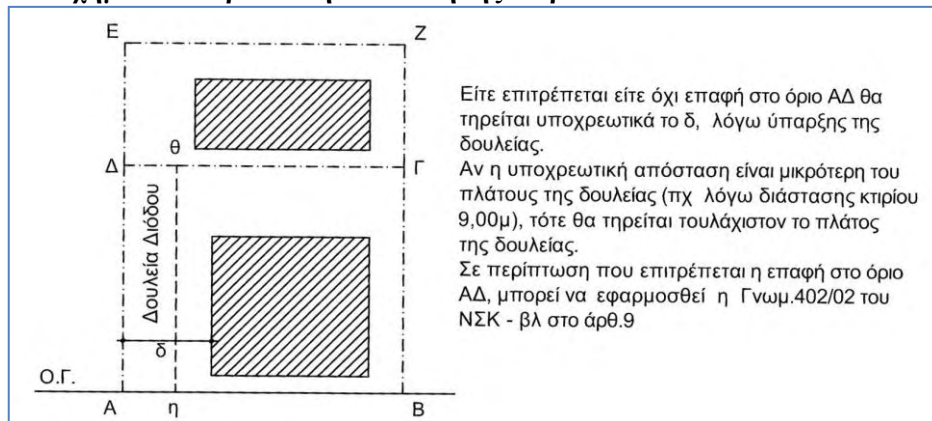 Ε
Ζ
Είτε επιτρέπεται είτε όχι επαφή στο όριο ΑΔ θα
τηρείται υποχρεωτικά το δ, λόγω ύπαρξης της
δουλείας.
Αν η υποχρεωτική απόσταση είναι μικρότερη του
πλάτους της δουλείας (πχ λόγω διάστασης κτιρίου
9,00μ), τότε θα τηρείται τουλάχιστον το πλάτος
της δουλείας.
Σε περίπτωση που επιτρέπεται η επαφή στο όριο
ΑΔ, μπορεί να εφαρμοσθεί η Γνωμ.402/02 του
ΝΣΚ - βλ στο άρθ.9
θ
Δ
Γ
Δουλεία Διόδου
δ
Ο.Γ.
Α
η
Β